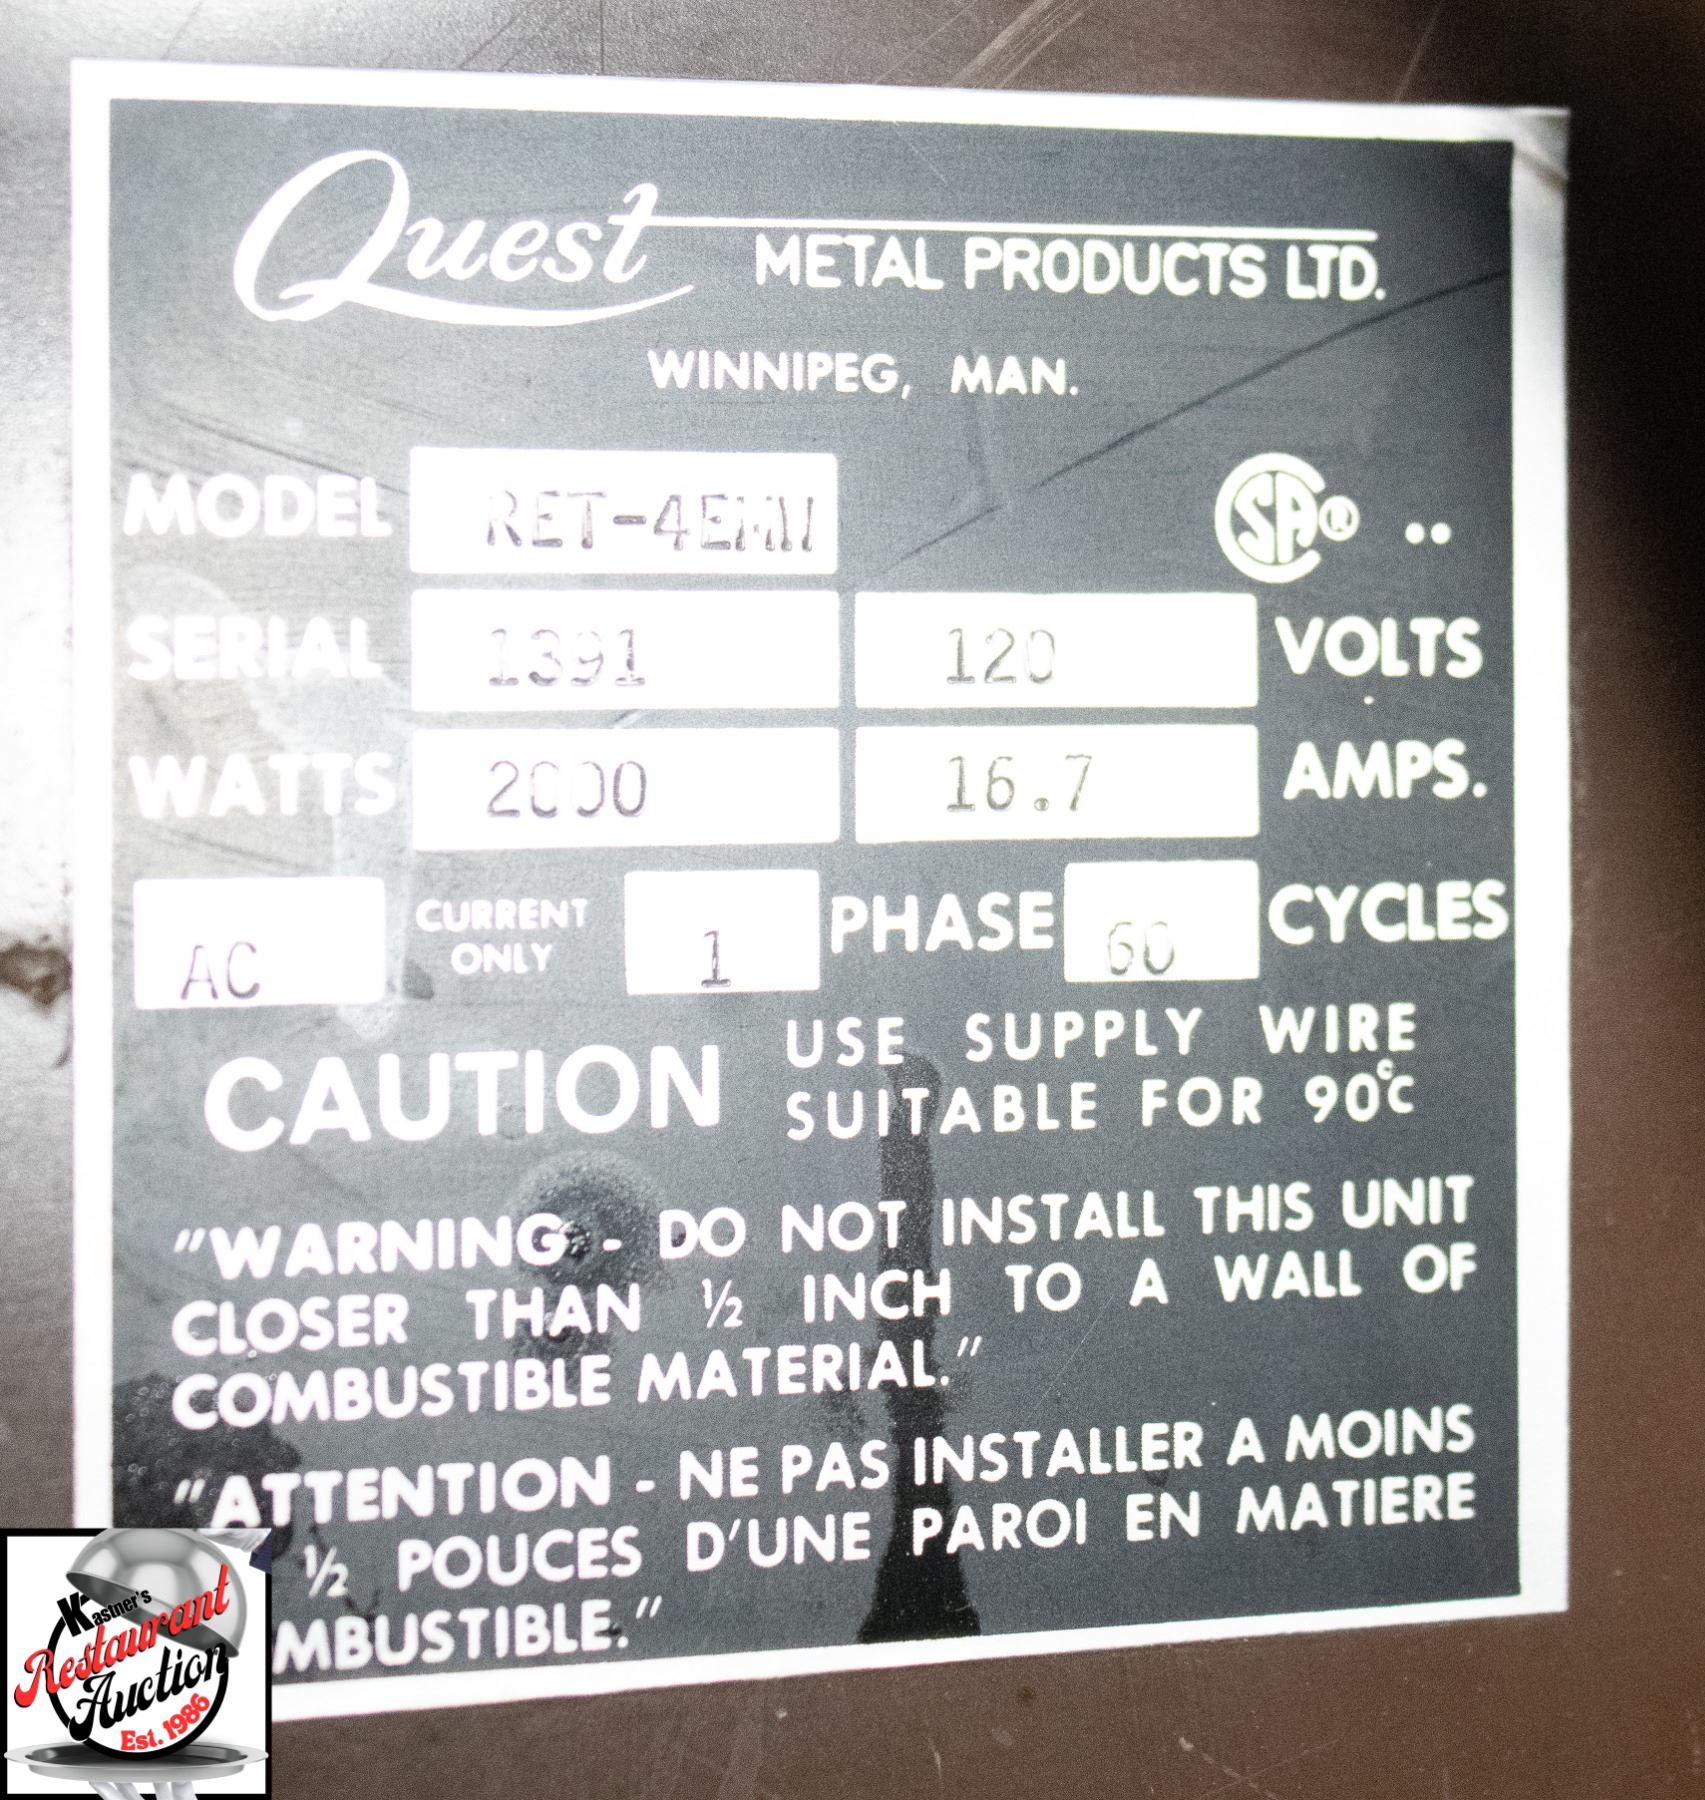 Quest METAL PRODUCTS LTD.
WINNIPEG, MAN.
MODEL RET-4EMW
CSA® ..
SERIAL 1391 120 VOLTS
WATTS 2000 16.7 AMPS.
AC CURRENT ONLY 1 PHASE 60 CYCLES
CAUTION USE SUPPLY WIRE
SUITABLE FOR 90°C
"WARNING - DO NOT INSTALL THIS UNIT
CLOSER THAN ½ INCH TO A WALL OF
COMBUSTIBLE MATERIAL."
"ATTENTION - NE PAS INSTALLER A MOINS
½ POUCES D'UNE PAROI EN MATIERE
MBUSTIBLE."
Kastner's
Restaurant
Auction
Est. 1986